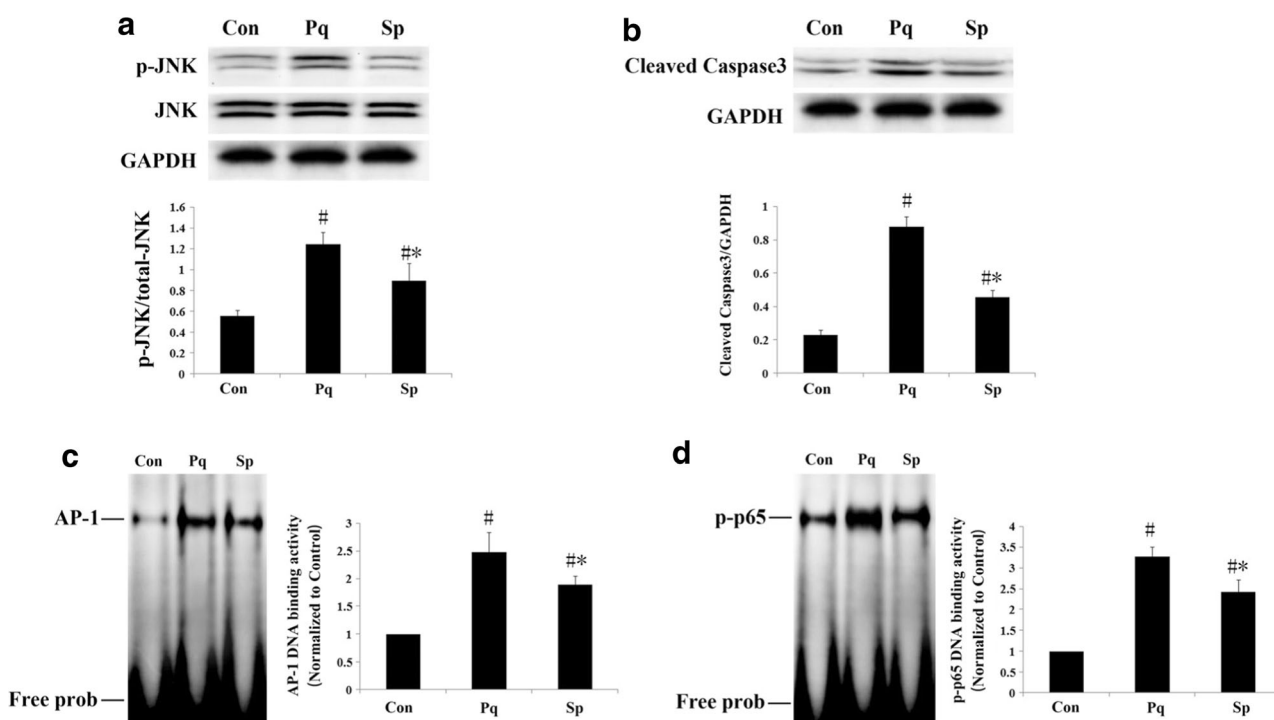 a
Con Pq Sp
p-JNK
JNK
GAPDH
p-JNK/total-JNK
1.6
1.4
1.2
1
0.8
0.6
0.4
0.2
0
#
#*
Con Pq Sp
b
Con Pq Sp
Cleaved Caspase3
GAPDH
Cleaved Caspase3/GAPDH
1
0.8
0.6
0.4
0.2
0
#
#*
Con Pq Sp
c
Con Pq Sp
AP-1
Free prob
AP-1 DNA binding activity
(Normalized to Control)
3
2.5
2
1.5
1
0.5
0
#
#*
Con Pq Sp
d
Con Pq Sp
p-p65
Free prob
p-p65 DNA binding activity
(Normalized to Control)
4
3.5
3
2.5
2
1.5
1
0.5
0
#
#*
Con Pq Sp